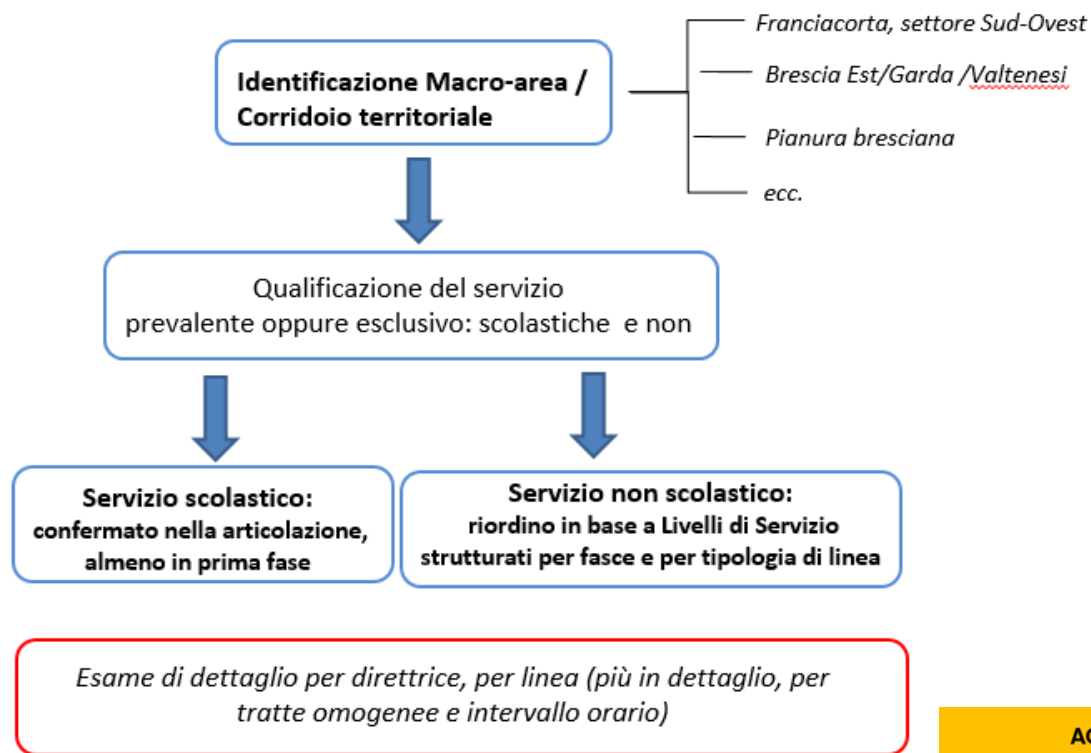 Franciacorta, settore Sud-Ovest
Identificazione Macro-area /
Corridoio territoriale
Brescia Est/Garda /Valtenesi
Pianura bresciana
ecc.
Qualificazione del servizio
prevalente oppure esclusivo: scolastiche e non
Servizio scolastico:
confermato nella articolazione,
almeno in prima fase
Servizio non scolastico:
riordino in base a Livelli di Servizio
strutturati per fasce e per tipologia di linea
Esame di dettaglio per direttrice, per linea (più in dettaglio, per
tratte omogenee e intervallo orario)